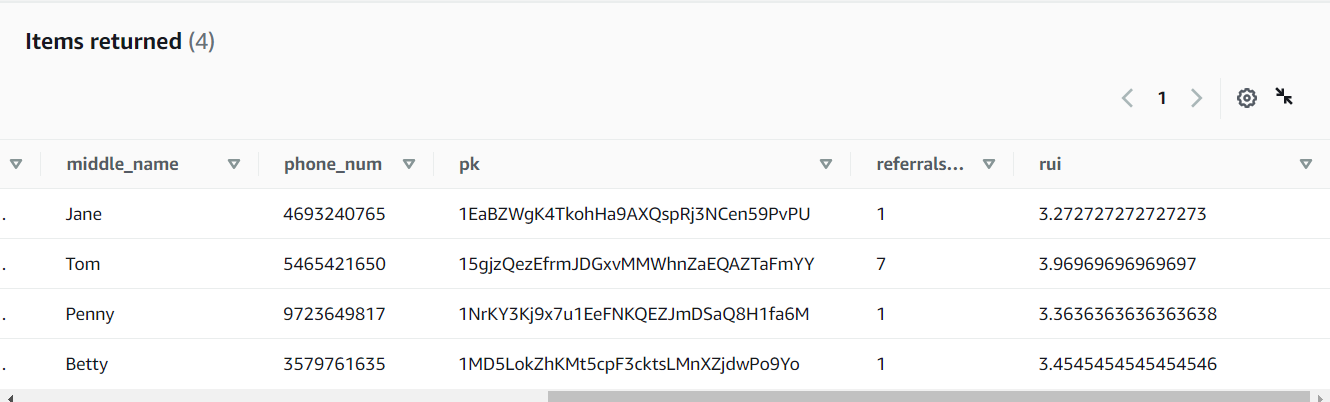 Items returned (4)
1
middle_name phone_num pk referrals... rui
. Jane 4693240765 1EaBZWgK4TkohHa9AXQspRj3NCen59PvPU 1 3.272727272727273
. Tom 5465421650 15gjzQezEfrmJDGxvMMWhnZaEQAZTaFmYY 7 3.96969696969697
. Penny 9723649817 1NrKY3Kj9x7u1EeFNKQEZJmDSaQ8H1fa6M 1 3.3636363636363638
. Betty 3579761635 1MD5LokZhKMt5cpF3cktsLMnXZjdwPo9Yo 1 3.4545454545454546